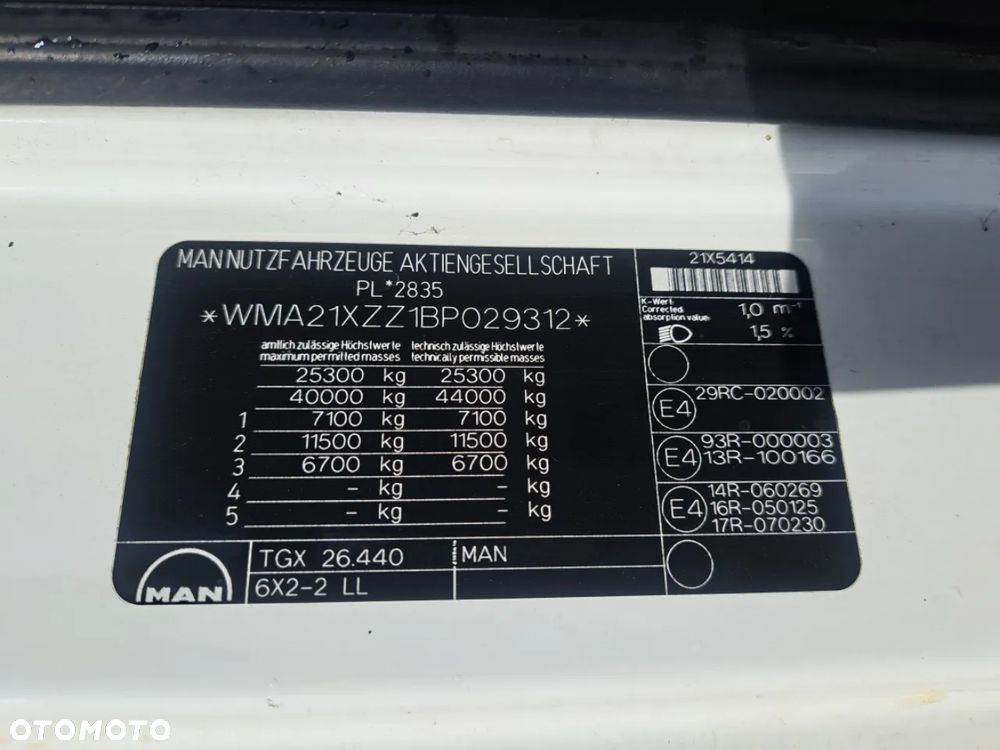 MAN NUTZFAHRZEUGE AKTIENGESELLSCHAFT
PL*2835
*WMA21XZZ1BP029312*
amtlich zulässige Höchstwerte technisch zulässige Höchstwerte
maximum permitted masses technically permissible masses
25300 kg 25300 kg
40000 kg 44000 kg
1 7100 kg 7100 kg
2 11500 kg 11500 kg
3 6700 kg 6700 kg
4 - kg - kg
5 - kg - kg
MAN
TGX 26.440
6X2-2 LL
MAN
21X5414
K-Wert
Corrected
absorption value:
1,0 m⁻¹
1,5 %
E4 29RC-020002
E4 93R-000003
13R-100166
E4 14R-060269
16R-050125
17R-070230
OTOMOTO